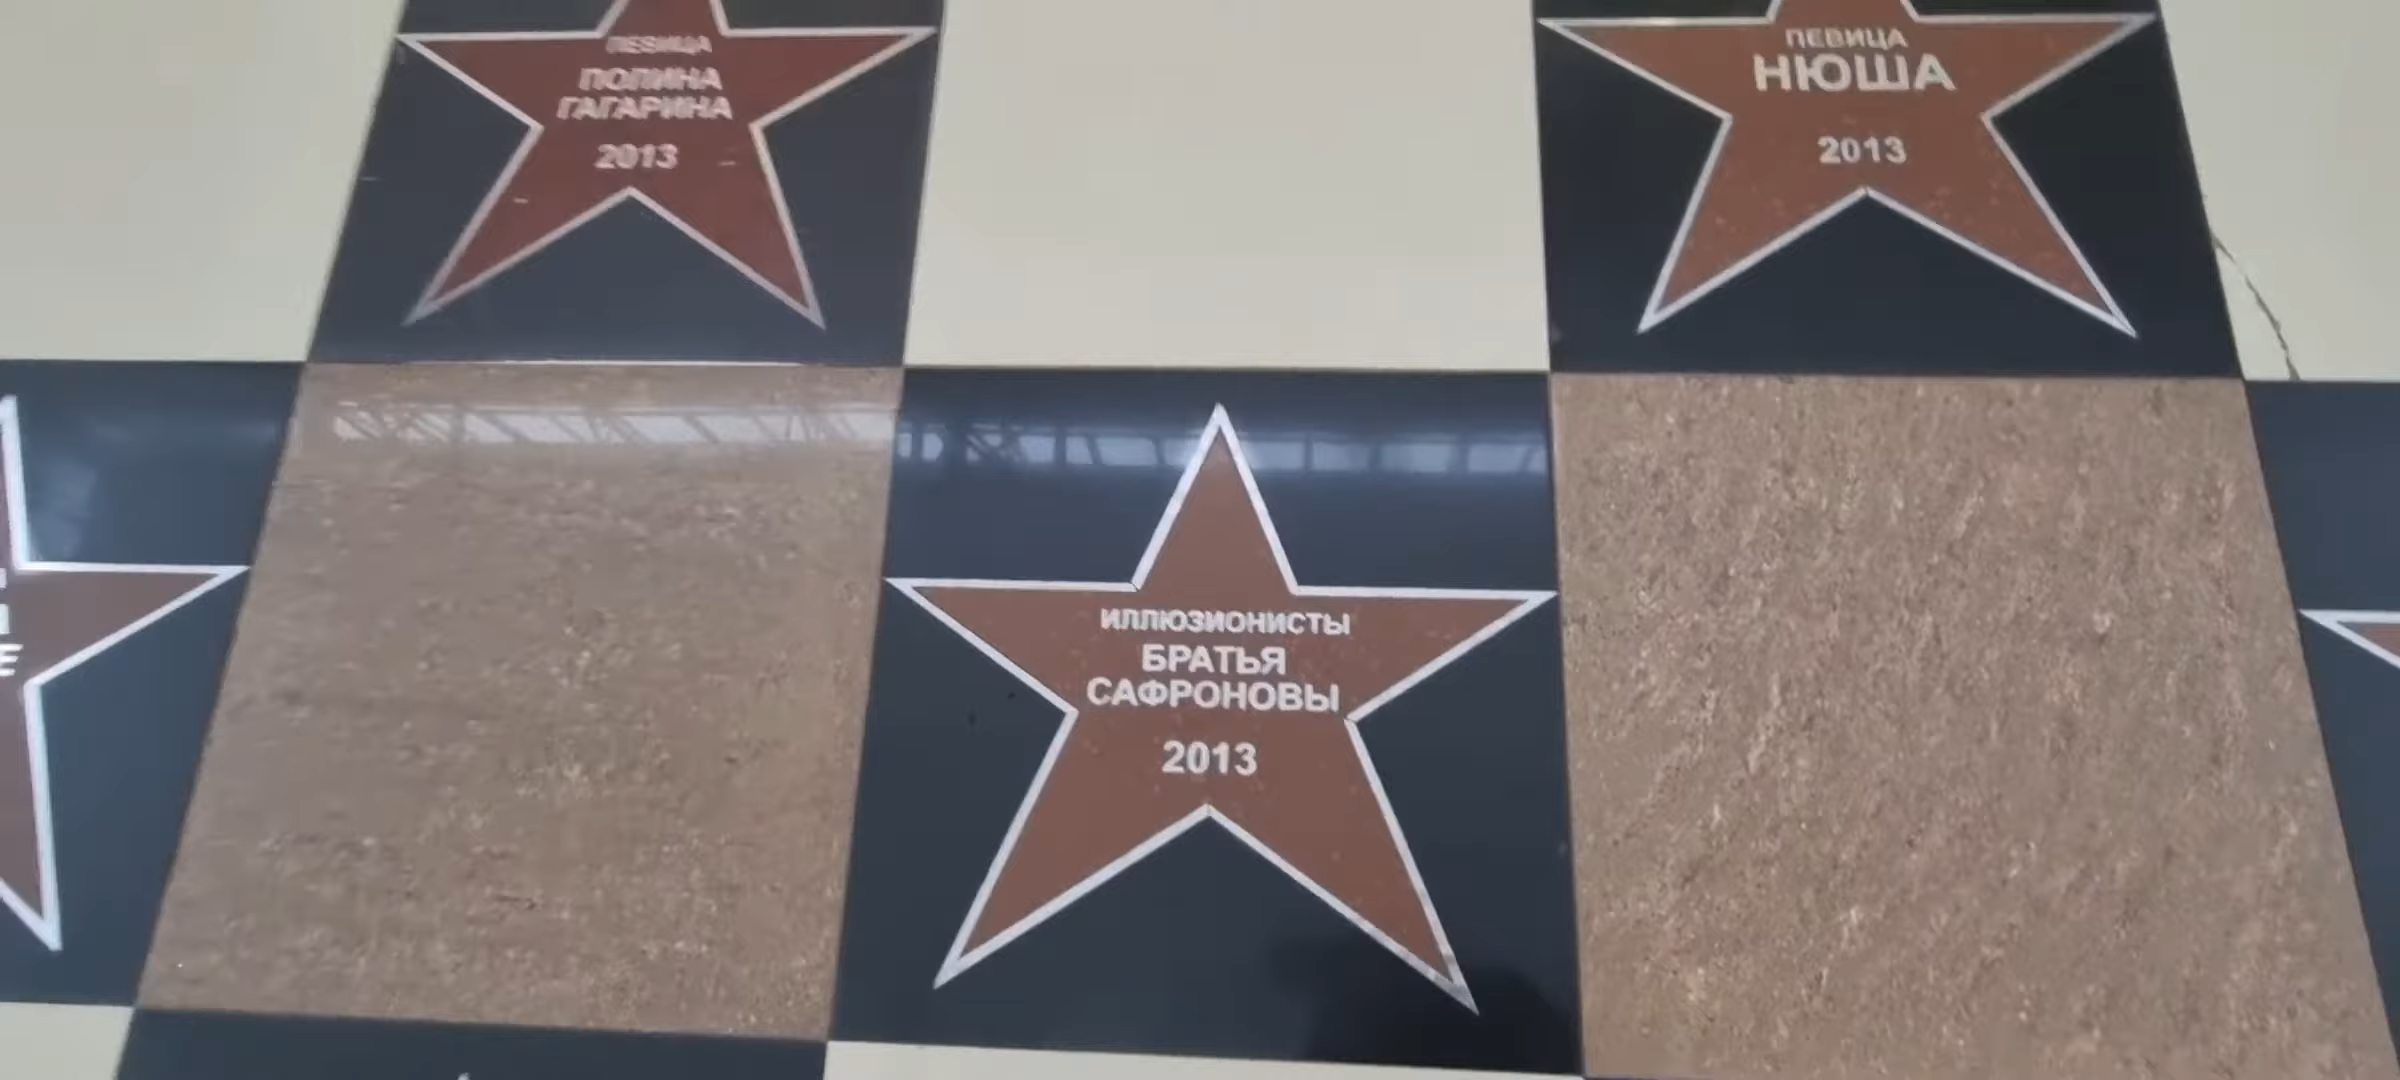 ПЕВИЦА
ПОЛИНА
ГАГАРИНА
2013
ПЕВИЦА
НЮША
2013
ИЛЛЮЗИОНИСТЫ
БРАТЬЯ
САФРОНОВЫ
2013